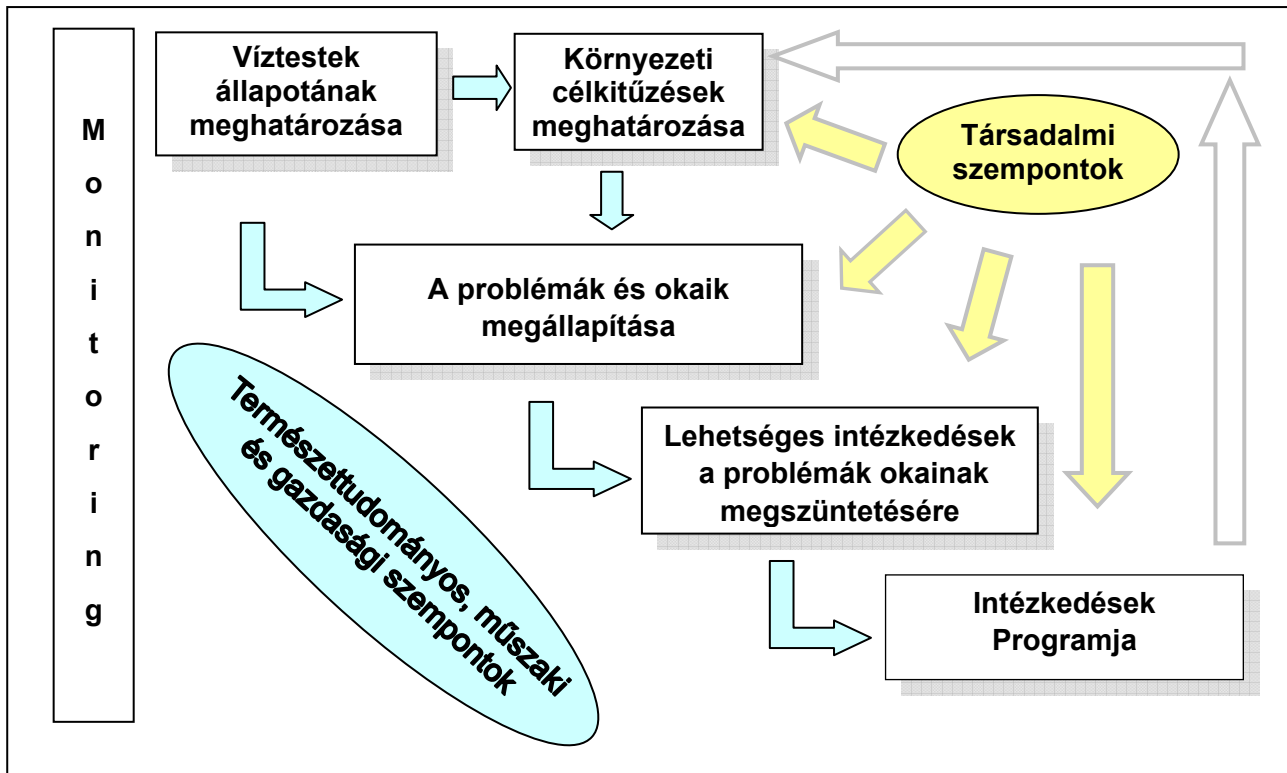 Monitoring
Víztestek
állapotának
meghatározása
Környezeti
célkitűzések
meghatározása
Társadalmi
szempontok
A problémák és okaik
megállapítása
Természettudományos, műszaki
és gazdasági szempontok
Lehetséges intézkedések
a problémák okainak
megszüntetésére
Intézkedések
Programja